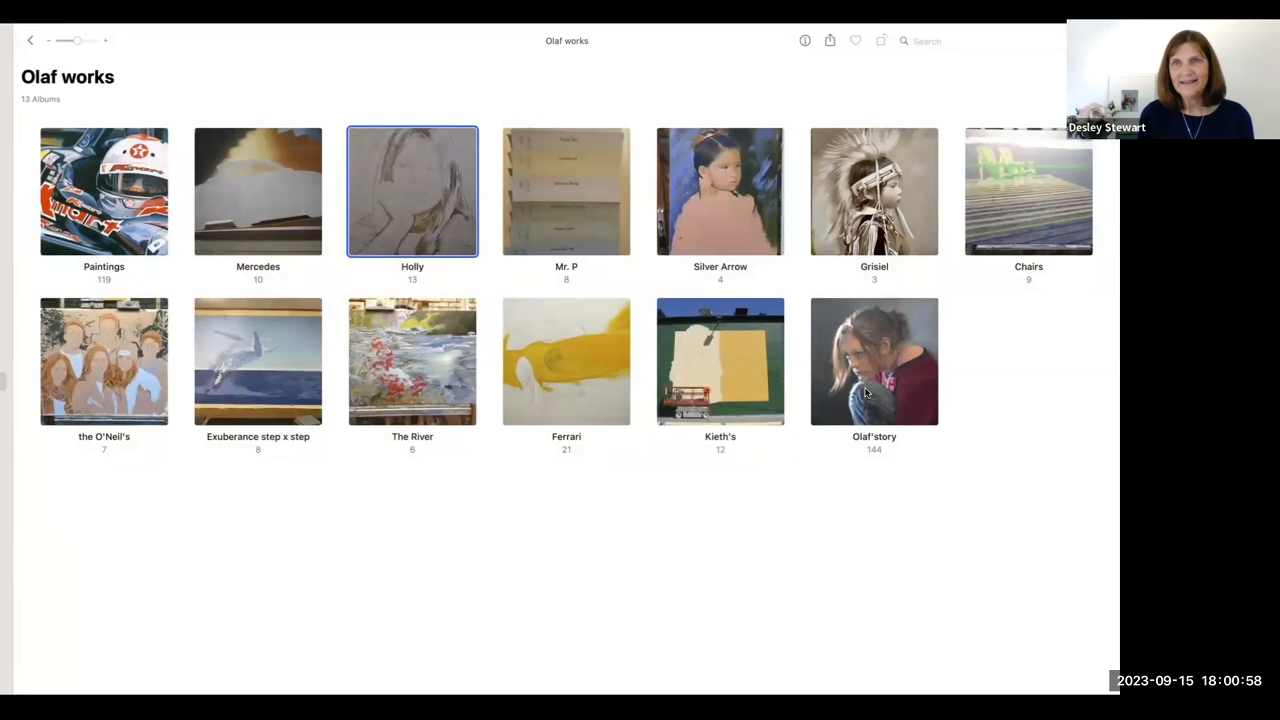 Olaf works
Search
Olaf works
13 Albums
Desley Stewart
Paintings
119
Mercedes
10
Holly
13
Mr. P
8
Silver Arrow
4
Grisiel
3
Chairs
9
the O'Neil's
7
Exuberance step x step
8
The River
6
Ferrari
21
Kieth's
12
Olaf'story
144
2023-09-15 18:00:58